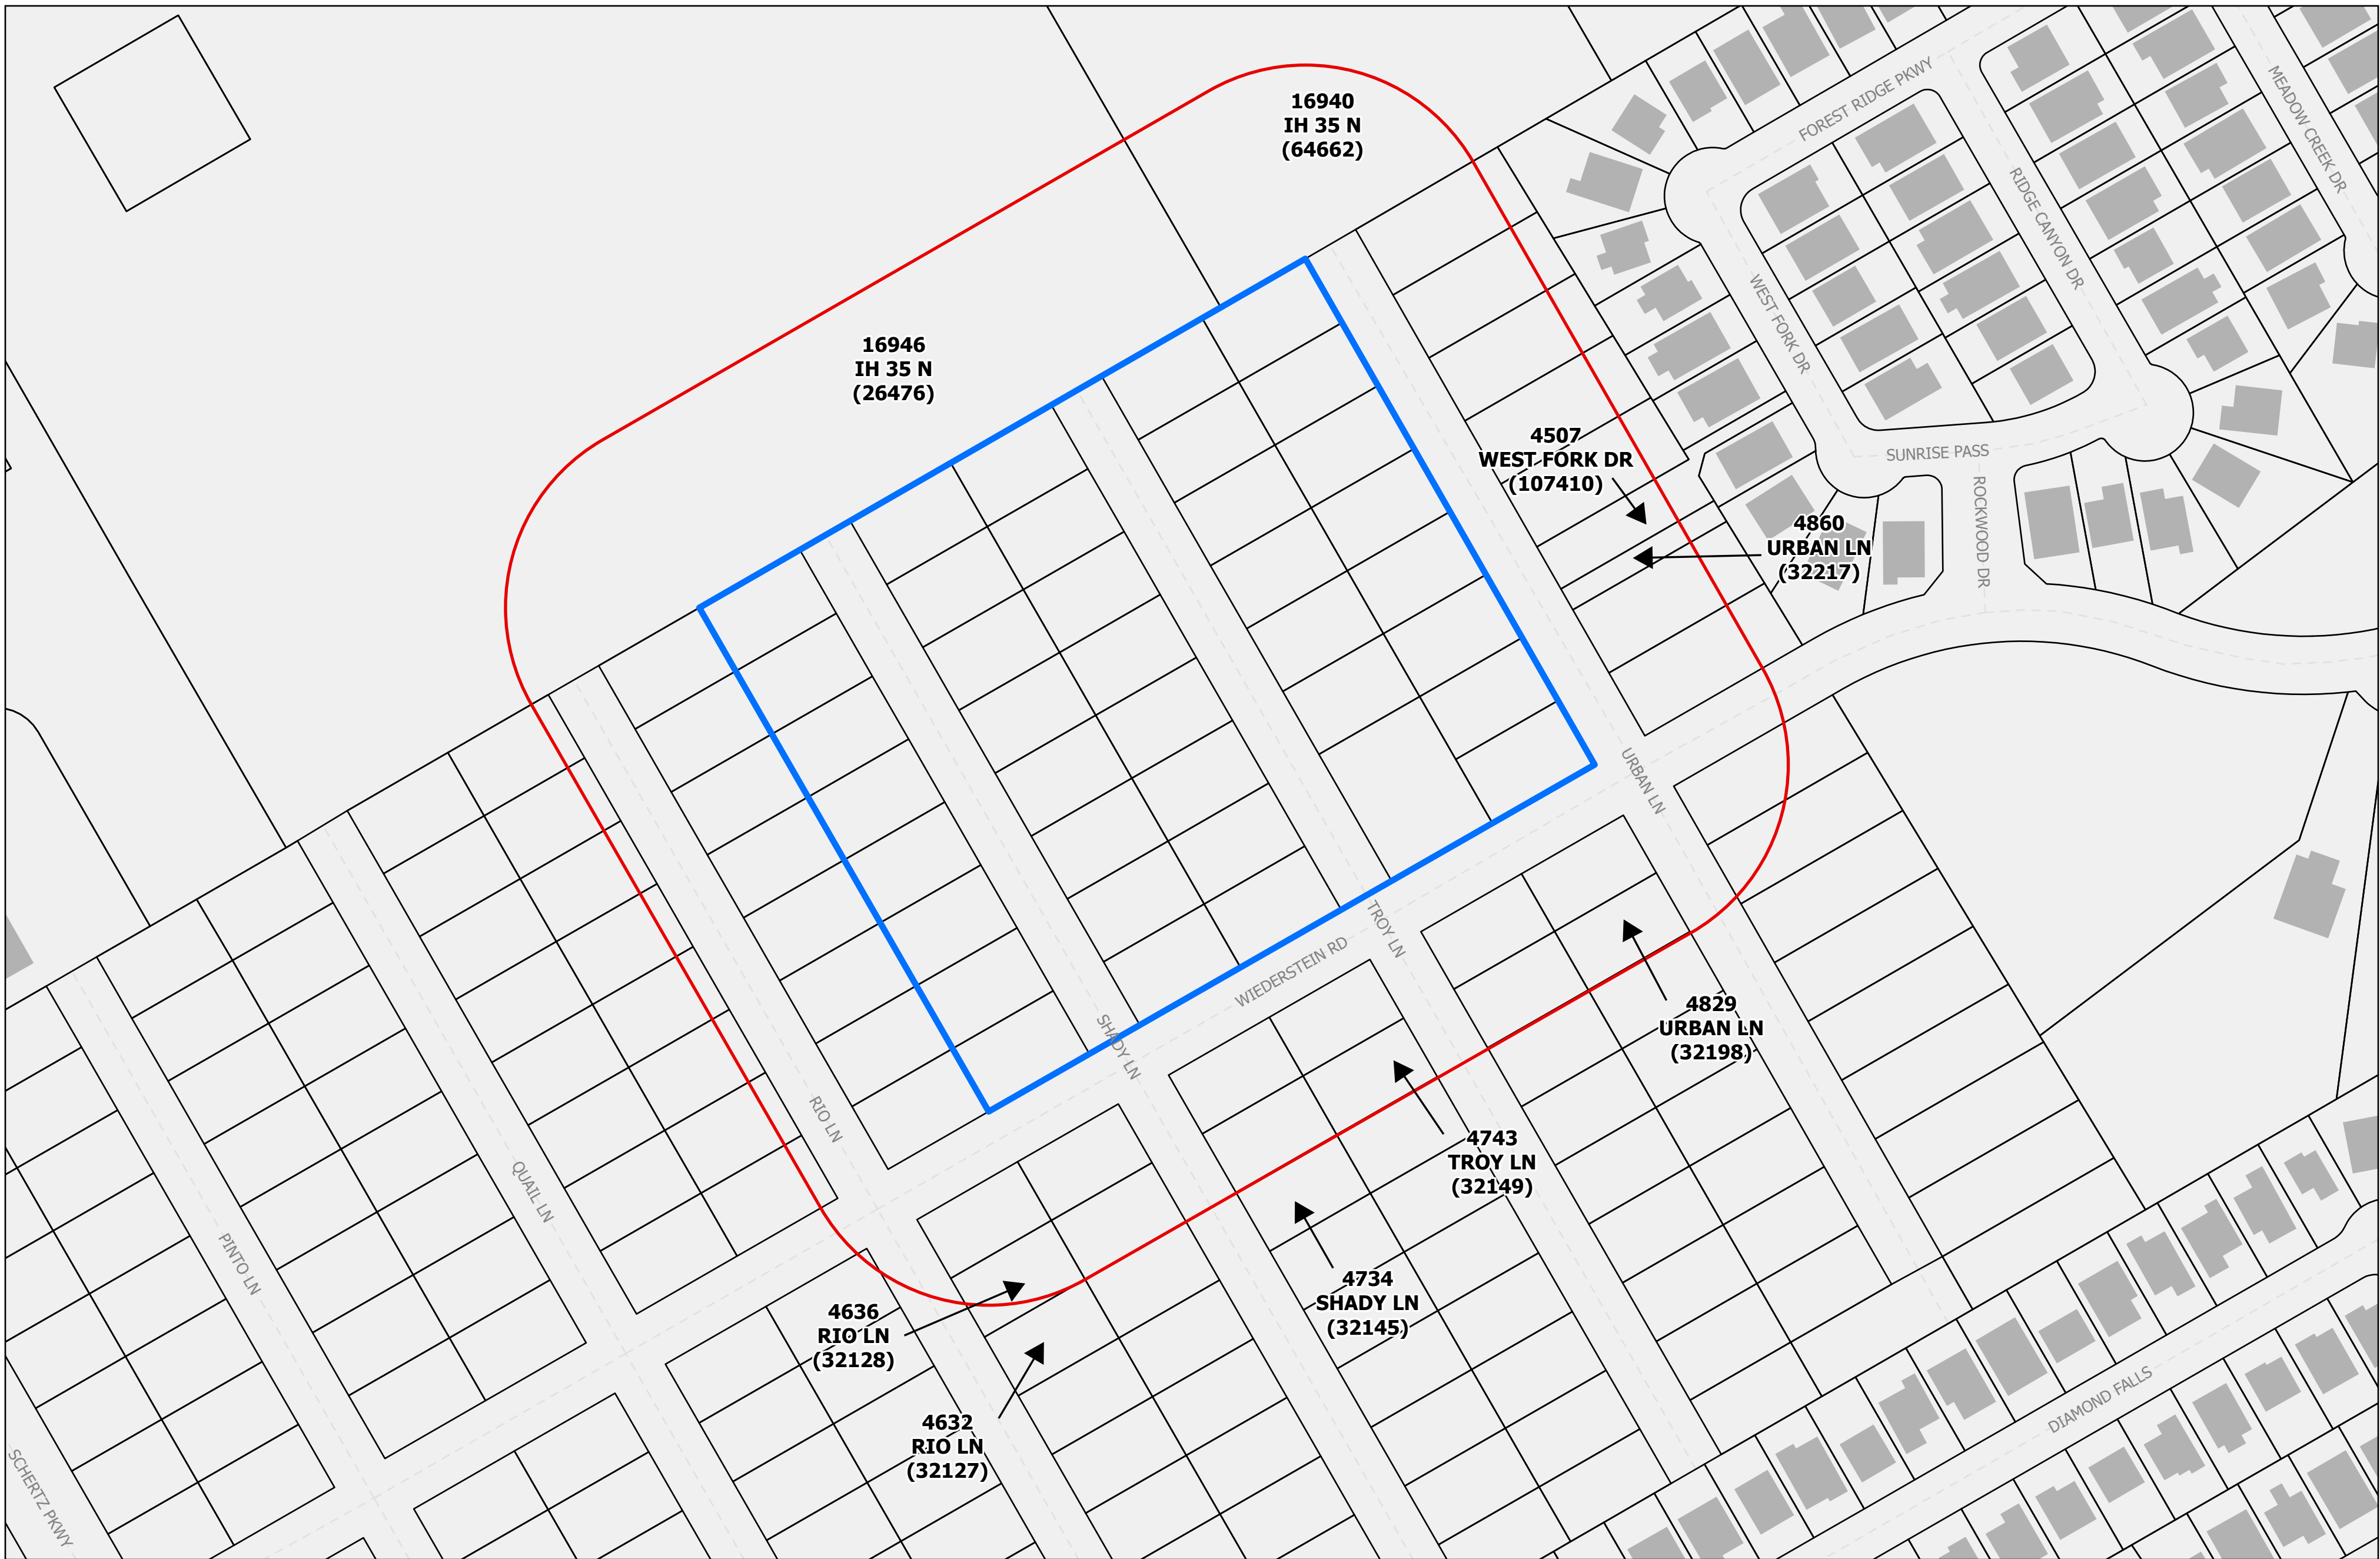 16940
IH 35 N
(64662)
FOREST RIDGE PKWY
MEADOW CREEK DR
RIDGE CANYON DR
WEST FORK DR
16946
IH 35 N
(26476)
4507
WEST FORK DR
(107410)
SUNRISE PASS
ROCKWOOD DR
4860
URBAN LN
(32217)
URBAN LN
TROY LN
WIEDERSTEIN RD
SHADY LN
4829
URBAN LN
(32198)
RIO LN
4743
TROY LN
(32149)
QUAIL LN
PINTO LN
4734
SHADY LN
(32145)
4636
RIO LN
(32128)
4632
RIO LN
(32127)
DIAMOND FALLS
SCHERTZ PKWY